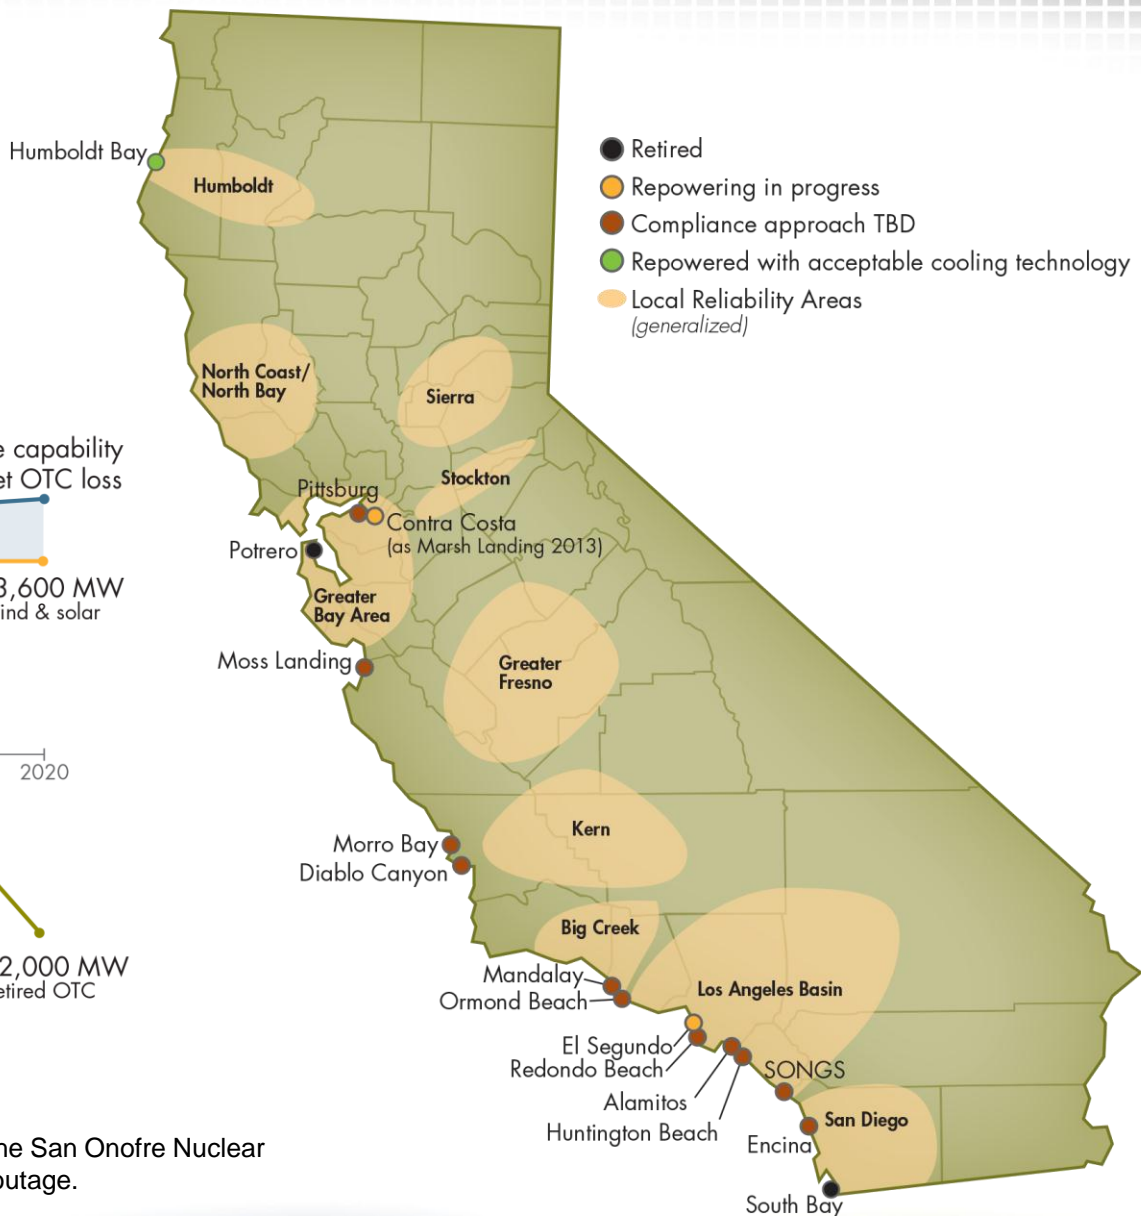 Humboldt Bay
Humboldt
Retired
Repowering in progress
Compliance approach TBD
Repowered with acceptable cooling technology
Local Reliability Areas
(generalized)
North Coast/
North Bay
Sierra
capability
OTC loss
Stockton
Pittsburg
Contra Costa
(as Marsh Landing 2013)
Potrero
3,600 MW
& solar
Greater
Bay Area
Moss Landing
Greater
Fresno
2020
Kern
Morro Bay
Diablo Canyon
Big Creek
2,000 MW
OTC
Mandalay
Ormond Beach
Los Angeles Basin
El Segundo
Redondo Beach
SONGS
Alamitos
Huntington Beach
San Diego
Encina
San Onofre Nuclear
outage.
South Bay